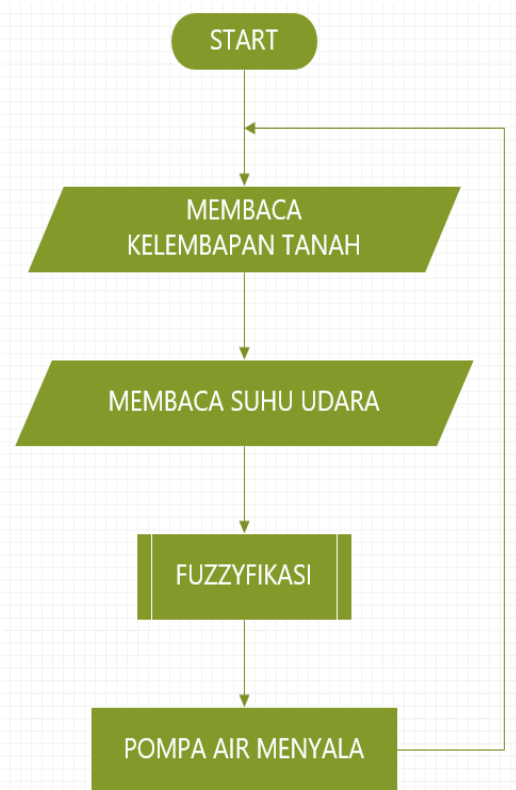 START
MEMBACA
KELEMBAPAN TANAH
MEMBACA SUHU UDARA
FUZZYFIKASI
POMPA AIR MENYALA